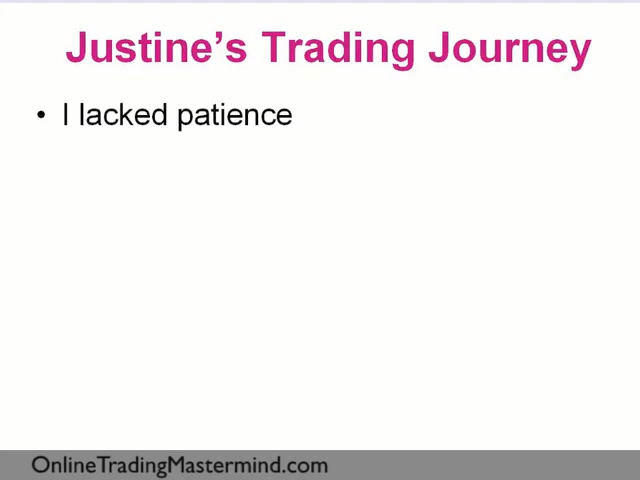 Justine's Trading Journey
• I lacked patience
OnlineTradingMastermind.com